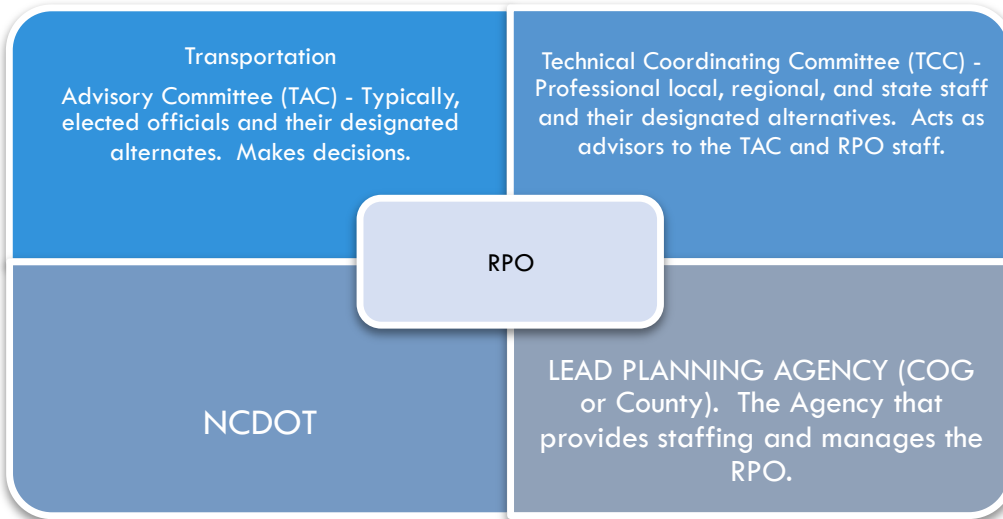 Transportation
Advisory Committee (TAC) - Typically,
elected officials and their designated
alternates.  Makes decisions.
Technical Coordinating Committee (TCC) -
Professional local, regional, and state staff
and their designated alternatives.  Acts as
advisors to the TAC and RPO staff.
RPO
NCDOT
LEAD PLANNING AGENCY (COG
or County).  The Agency that
provides staffing and manages the
RPO.